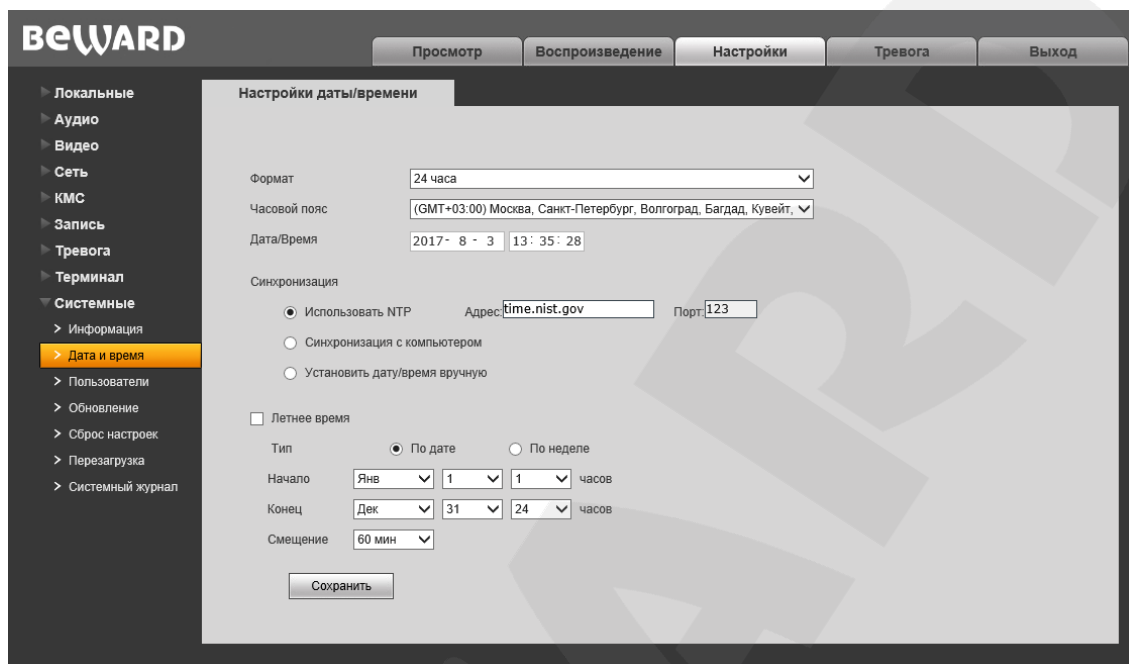 BEWARD
Просмотр Воспроизведение Настройки Тревога Выход
Локальные
Аудио
Видео
Сеть
КМС
Запись
Тревога
Терминал
Системные
Информация
Дата и время
Пользователи
Обновление
Сброс настроек
Перезагрузка
Системный журнал
Настройки даты/времени
Формат 24 часа
Часовой пояс (GMT+03:00) Москва, Санкт-Петербург, Волгоград, Багдад, Кувейт,
Дата/Время 2017- 8 - 3 13: 35: 28
Синхронизация
Использовать NTP Адрес: time.nist.gov Порт: 123
Синхронизация с компьютером
Установить дату/время вручную
Летнее время
Тип По дате По неделе
Начало Янв 1 1 часов
Конец Дек 31 24 часов
Смещение 60 мин
Сохранить